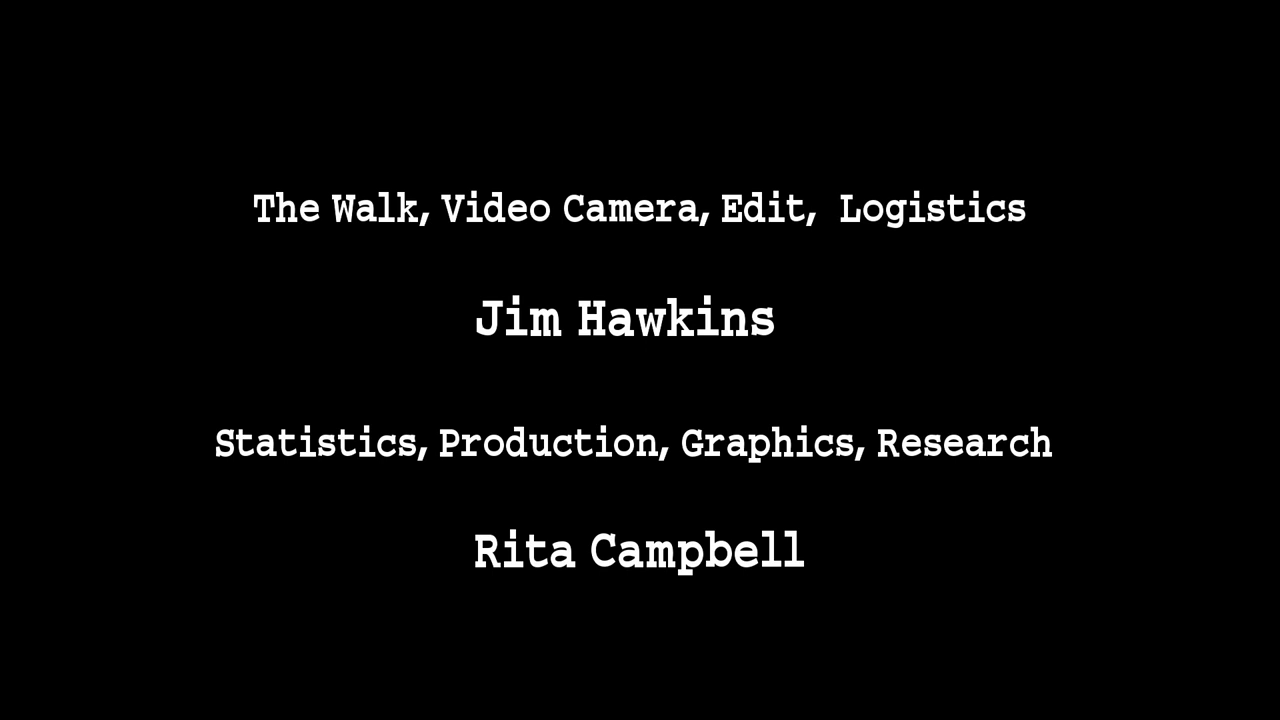 The Walk, Video Camera, Edit, Logistics
Jim Hawkins
Statistics, Production, Graphics, Research
Rita Campbell